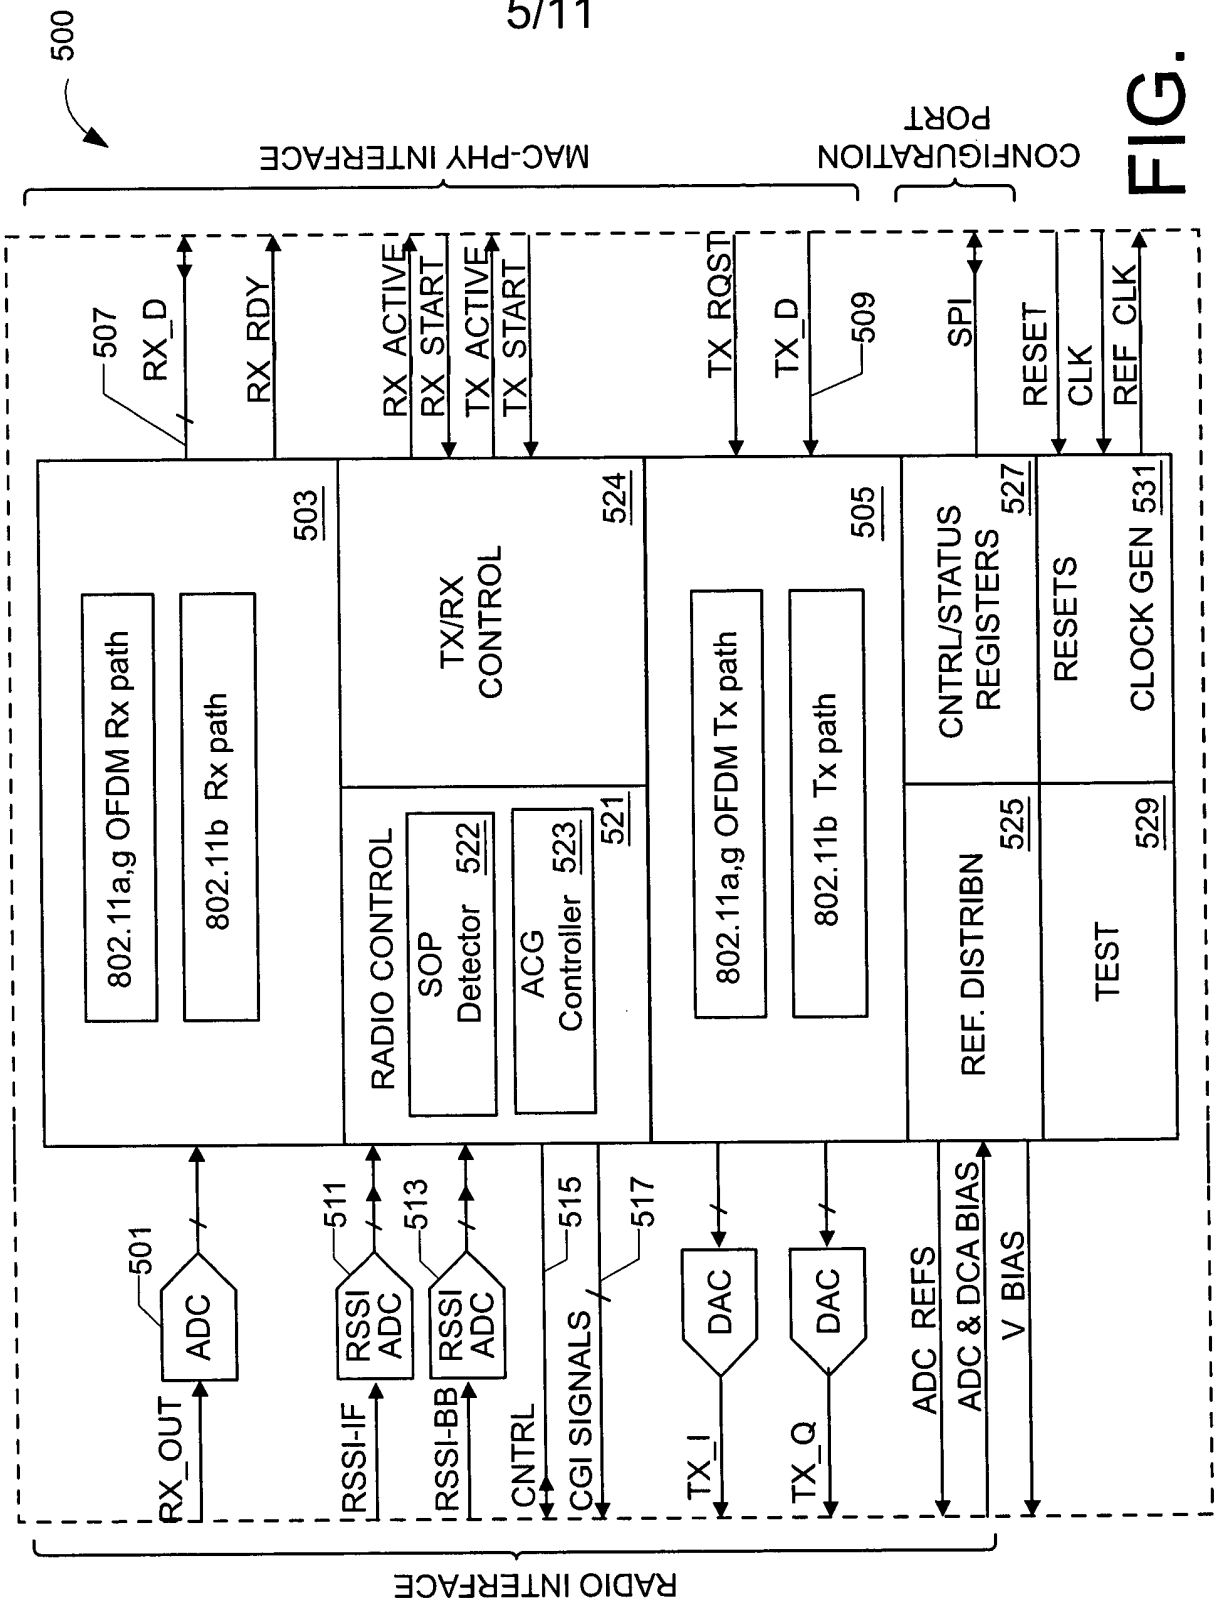 5/11
500
FIG.
RADIO INTERFACE
MAC-PHY INTERFACE
CONFIGURATION
PORT
RX_OUT
ADC
501
802.11a,g OFDM Rx path
802.11b Rx path
503
507
RX_D
RX_RDY
RSSI-IF
RSSI
ADC
511
RSSI-BB
RSSI
ADC
513
CNTRL
515
CGI SIGNALS
517
RADIO CONTROL
SOP
Detector 522
ACG
Controller 523
521
TX/RX
CONTROL
524
RX_ACTIVE
RX_START
TX_ACTIVE
TX_START
TX_I
DAC
TX_Q
DAC
802.11a,g OFDM Tx path
802.11b Tx path
505
TX_RQST
TX_D
509
ADC REFS
ADC & DCA BIAS
V BIAS
REF. DISTRIBN
525
CNTRL/STATUS
REGISTERS
527
SPI
TEST
529
RESETS
CLOCK GEN 531
RESET
CLK
REF_CLK